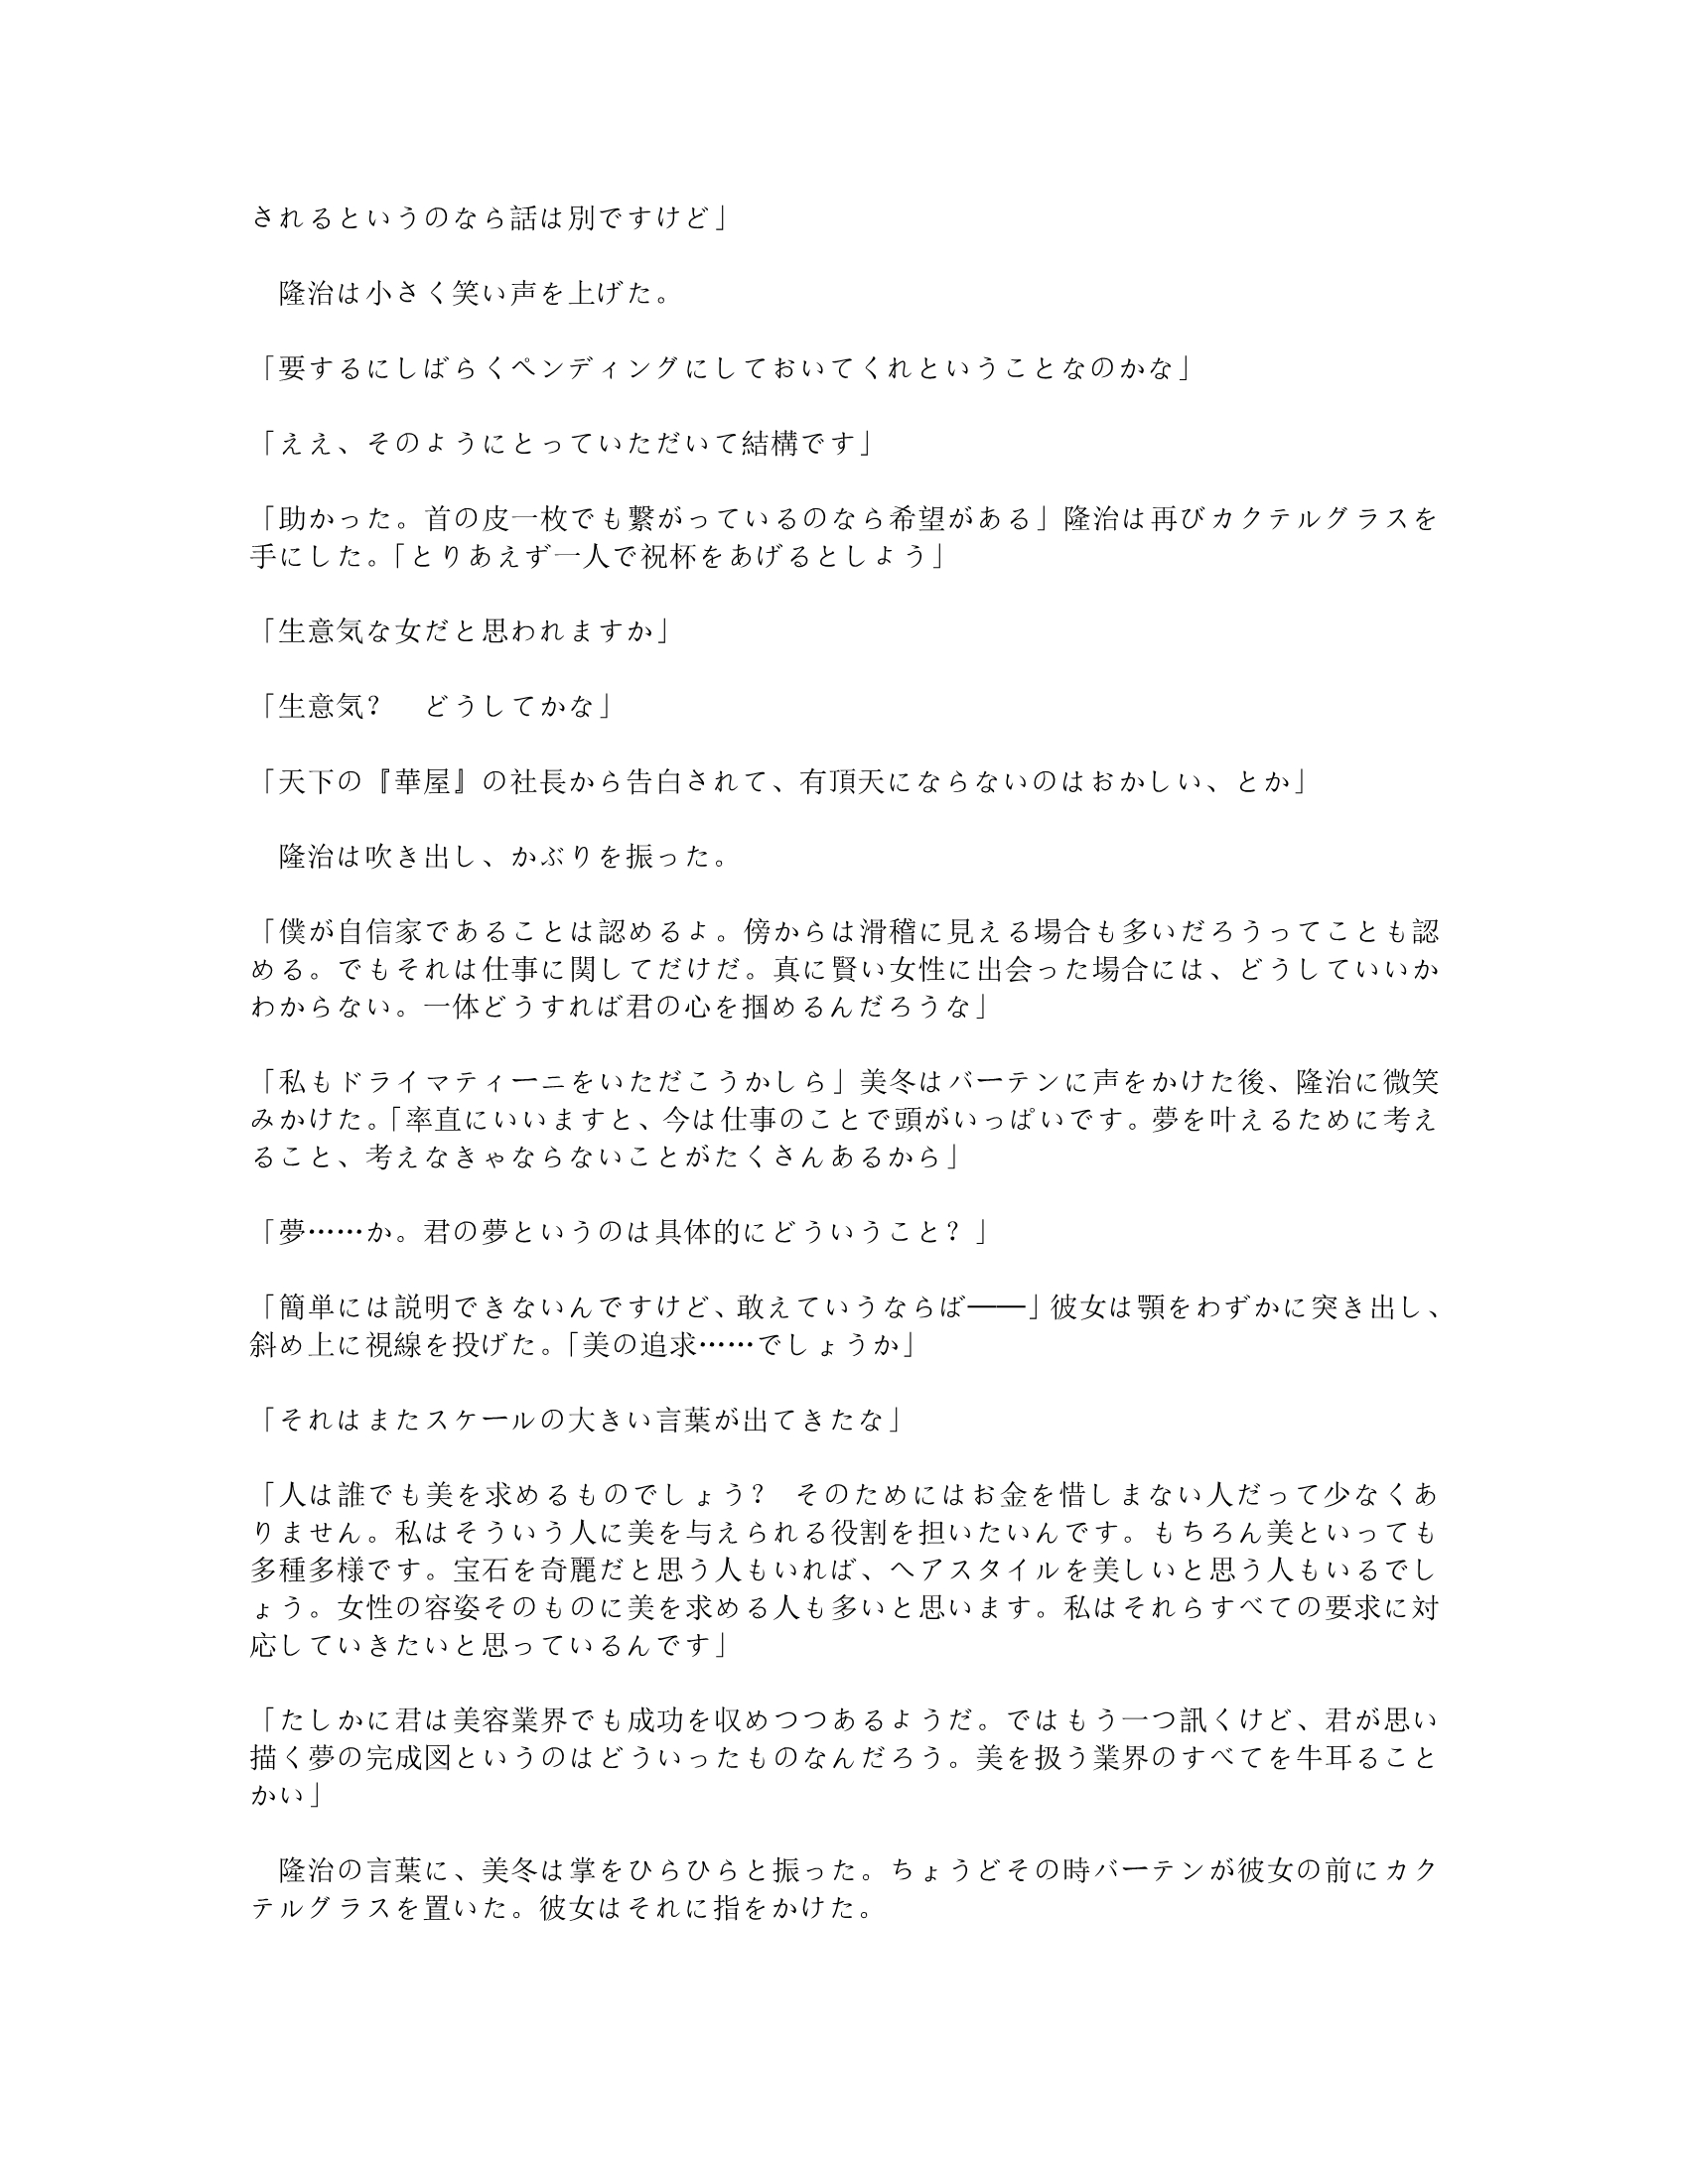 されるというのなら話は別ですけど」
　隆治は小さく笑い声を上げた。
「要するにしばらくペンディングにしておいてくれということなのかな」
「ええ、そのようにとっていただいて結構です」
「助かった。首の皮一枚でも繋がっているのなら希望がある」隆治は再びカクテルグラスを
手にした。「とりあえず一人で祝杯をあげるとしよう」
「生意気な女だと思われますか」
「生意気？　どうしてかな」
「天下の『華屋』の社長から告白されて、有頂天にならないのはおかしい、とか」
　隆治は吹き出し、かぶりを振った。
「僕が自信家であることは認めるよ。傍からは滑稽に見える場合も多いだろうってことも認
める。でもそれは仕事に関してだけだ。真に賢い女性に出会った場合には、どうしていいか
わからない。一体どうすれば君の心を掴めるんだろうな」
「私もドライマティーニをいただこうかしら」美冬はバーテンに声をかけた後、隆治に微笑
みかけた。「率直にいいますと、今は仕事のことで頭がいっぱいです。夢を叶えるために考え
ること、考えなきゃならないことがたくさんあるから」
「夢……か。君の夢というのは具体的にどういうこと？」
「簡単には説明できないんですけど、敢えていうならば――」彼女は顎をわずかに突き出し、
斜め上に視線を投げた。「美の追求……でしょうか」
「それはまたスケールの大きい言葉が出てきたな」
「人は誰でも美を求めるものでしょう？　そのためにはお金を惜しまない人だって少なくあ
りません。私はそういう人に美を与えられる役割を担いたいんです。もちろん美といっても
多種多様です。宝石を奇麗だと思う人もいれば、ヘアスタイルを美しいと思う人もいるでし
ょう。女性の容姿そのものに美を求める人も多いと思います。私はそれらすべての要求に対
応していきたいと思っているんです」
「たしかに君は美容業界でも成功を収めつつあるようだ。ではもう一つ訊くけど、君が思い
描く夢の完成図というのはどういったものなんだろう。美を扱う業界のすべてを牛耳ること
かい」
　隆治の言葉に、美冬は掌をひらひらと振った。ちょうどその時バーテンが彼女の前にカク
テルグラスを置いた。彼女はそれに指をかけた。